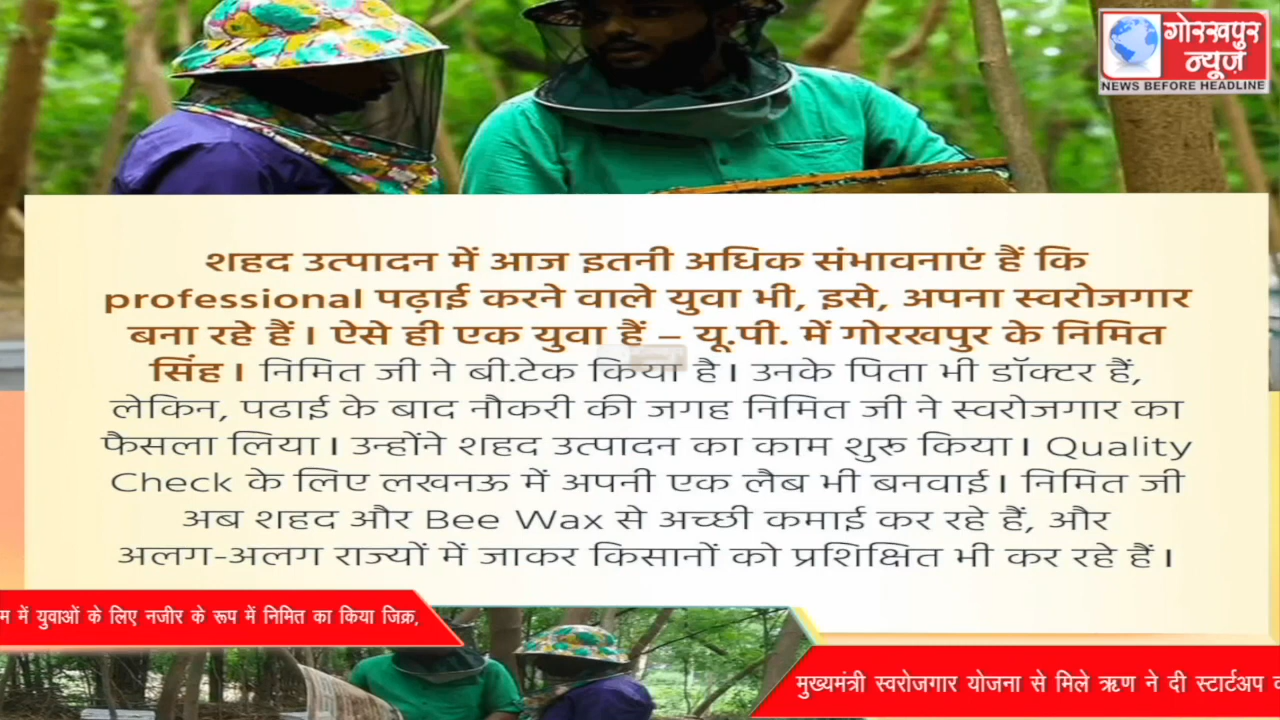 गोरखपुर
न्यूज़
NEWS BEFORE HEADLINE
शहद उत्पादन में आज इतनी अधिक संभावनाएं हैं कि
professional पढ़ाई करने वाले युवा भी, इसे, अपना स्वरोजगार
बना रहे हैं । ऐसे ही एक युवा हैं – यू.पी. में गोरखपुर के निमित
सिंह । निमित जी ने बी.टेक किया है। उनके पिता भी डॉक्टर हैं,
लेकिन, पढाई के बाद नौकरी की जगह निमित जी ने स्वरोजगार का
फैसला लिया। उन्होंने शहद उत्पादन का काम शुरू किया। Quality
Check के लिए लखनऊ में अपनी एक लैब भी बनवाई। निमित जी
अब शहद और Bee Wax से अच्छी कमाई कर रहे हैं, और
अलग-अलग राज्यों में जाकर किसानों को प्रशिक्षित भी कर रहे हैं ।
में युवाओं के लिए नजीर के रूप में निमित का किया जिक्र,
मुख्यमंत्री स्वरोजगार योजना से मिले ऋण ने दी स्टार्टअप